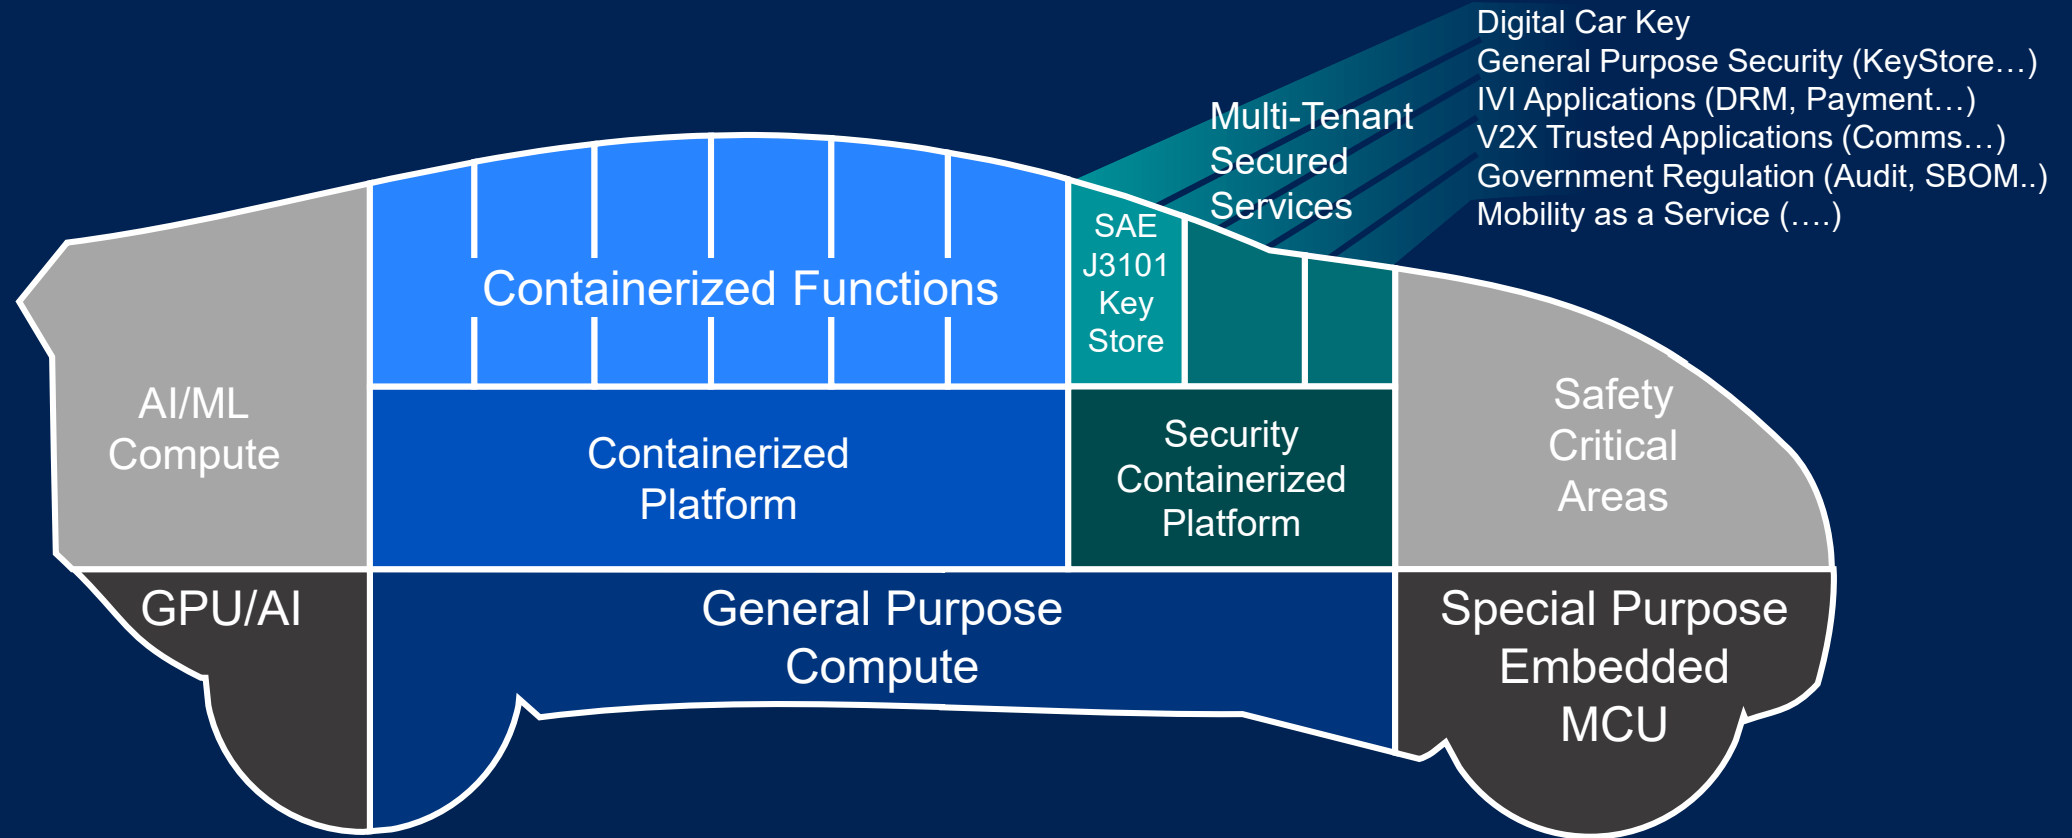 Digital Car Key
General Purpose Security (KeyStore…)
IVI Applications (DRM, Payment…)
V2X Trusted Applications (Comms…)
Government Regulation (Audit, SBOM..)
Mobility as a Service (….)
Multi-Tenant
Secured
Services
SAE
J3101
Key
Store
Containerized Functions
AI/ML
Compute
Containerized
Platform
Security
Containerized
Platform
Safety
Critical
Areas
GPU/AI
General Purpose
Compute
Special Purpose
Embedded
MCU